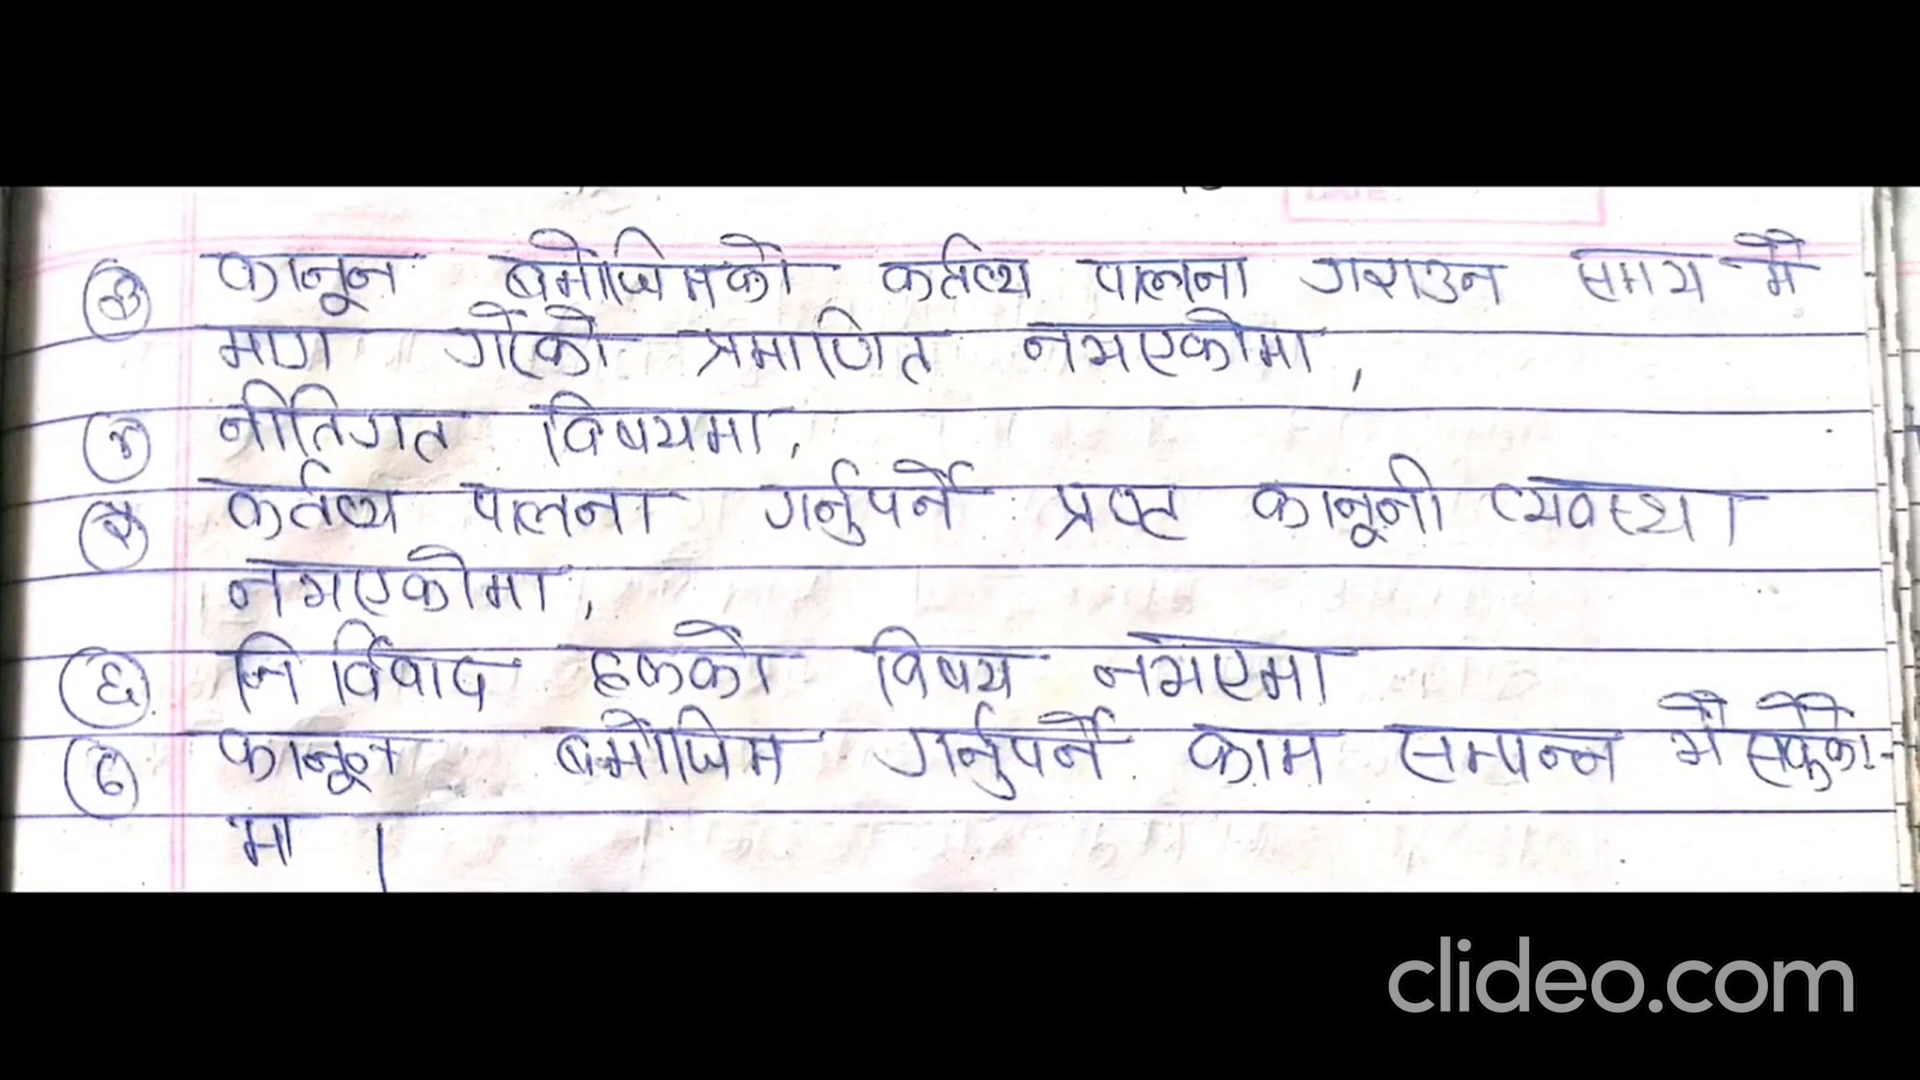 ③ कानून बमोजिमको कर्तव्य पालना गराउन समय मै
माग गरेको प्रमाणित नभएकोमा,
④ नीतिगत विषयमा,
⑤ कर्तव्य पालना गर्नुपर्ने प्रष्ट कानूनी व्यवस्था
नभएकोमा,
⑥ निर्विवाद हकको विषय नभएमा
⑦ कानून बमोजिम गर्नुपर्ने काम सम्पन्न भै सकेको-
मा ।
clideo.com